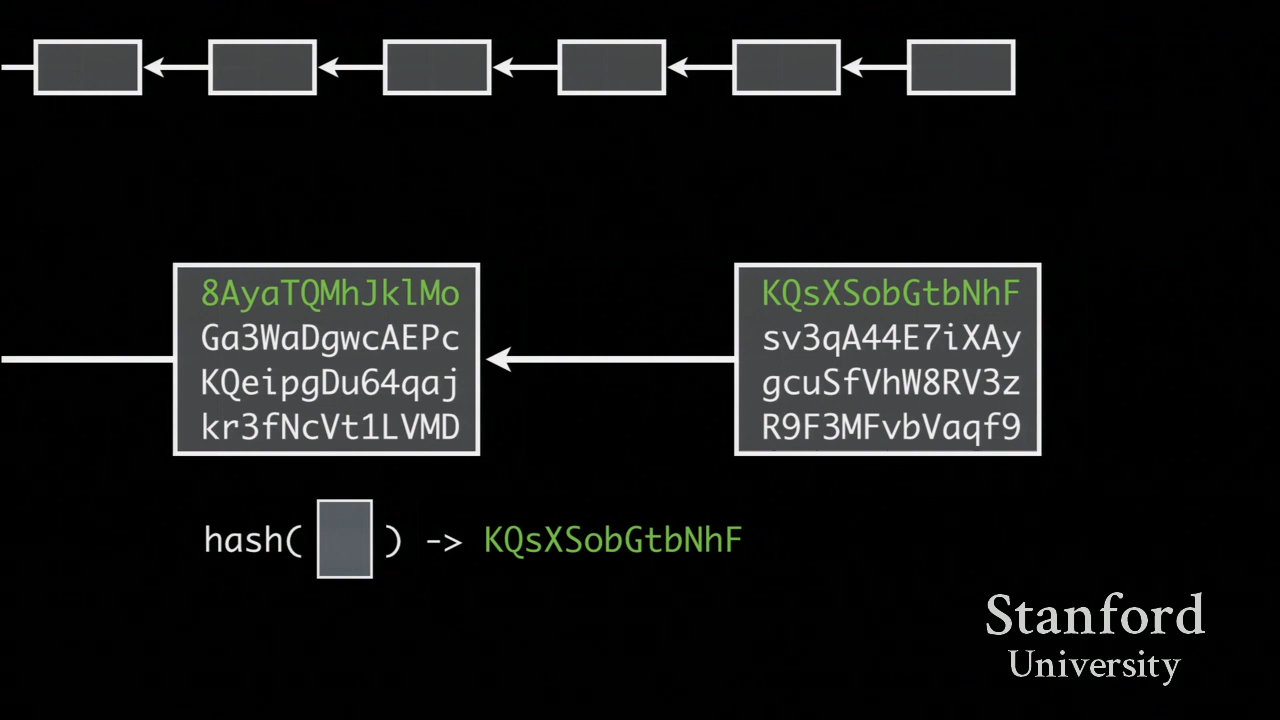 8AyaTQMhJklMo
Ga3WaDgwcAEPc
KQeipgDu64qaj
kr3fNcVt1LVMD
KQsXSobGtbNhF
sv3qA44E7iXAy
gcuSfVhW8RV3z
R9F3MFvbVaqf9
hash( ) -> KQsXSobGtbNhF
Stanford
University